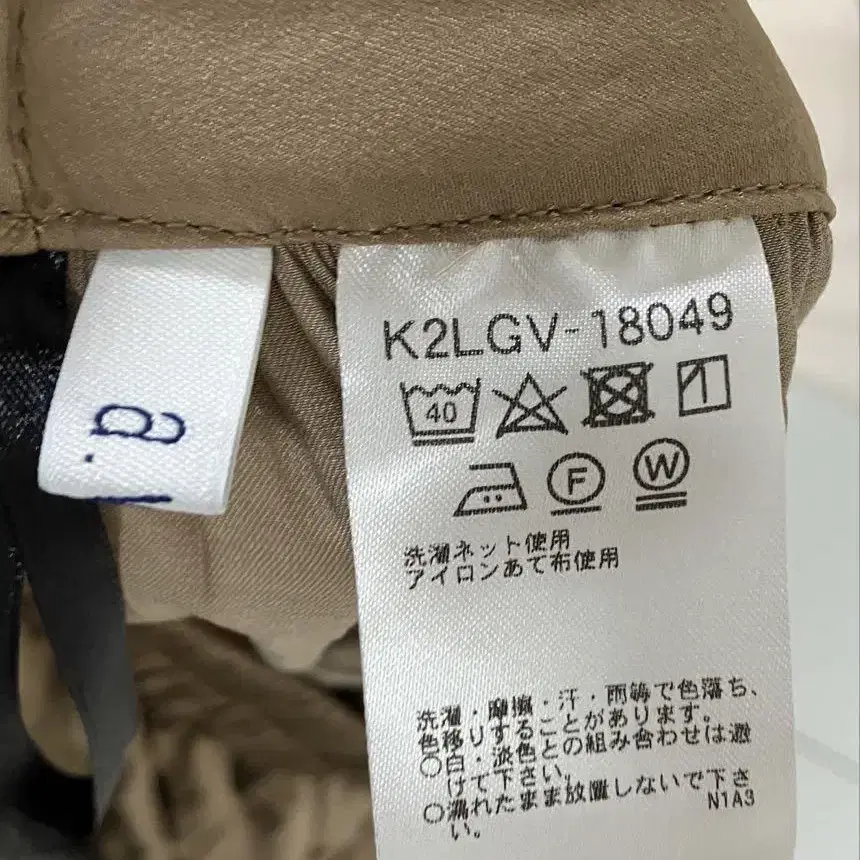 K2LGV-18049
40
F
W
洗濯ネット使用
アイロンあて布使用
洗濯・摩擦・汗・雨等で色落ち、
色移りすることがあります。
○白・淡色との組み合わせは避
けて下さい。
○濡れたまま放置しないで下さ
い。
N1A3
a.